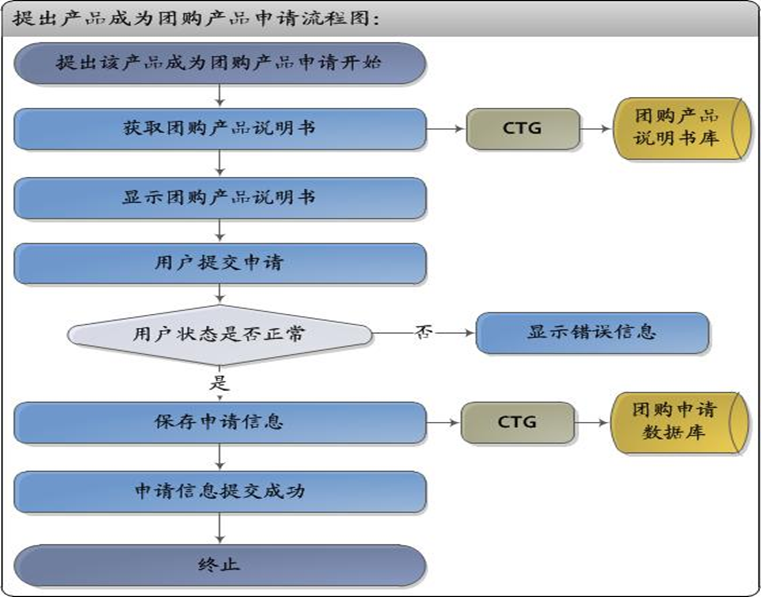 提出产品成为团购产品申请流程图:
提出该产品成为团购产品申请开始
获取团购产品说明书
CTG
团购产品
说明书库
显示团购产品说明书
用户提交申请
用户状态是否正常
否
显示错误信息
是
保存申请信息
CTG
团购申请
数据库
申请信息提交成功
终止